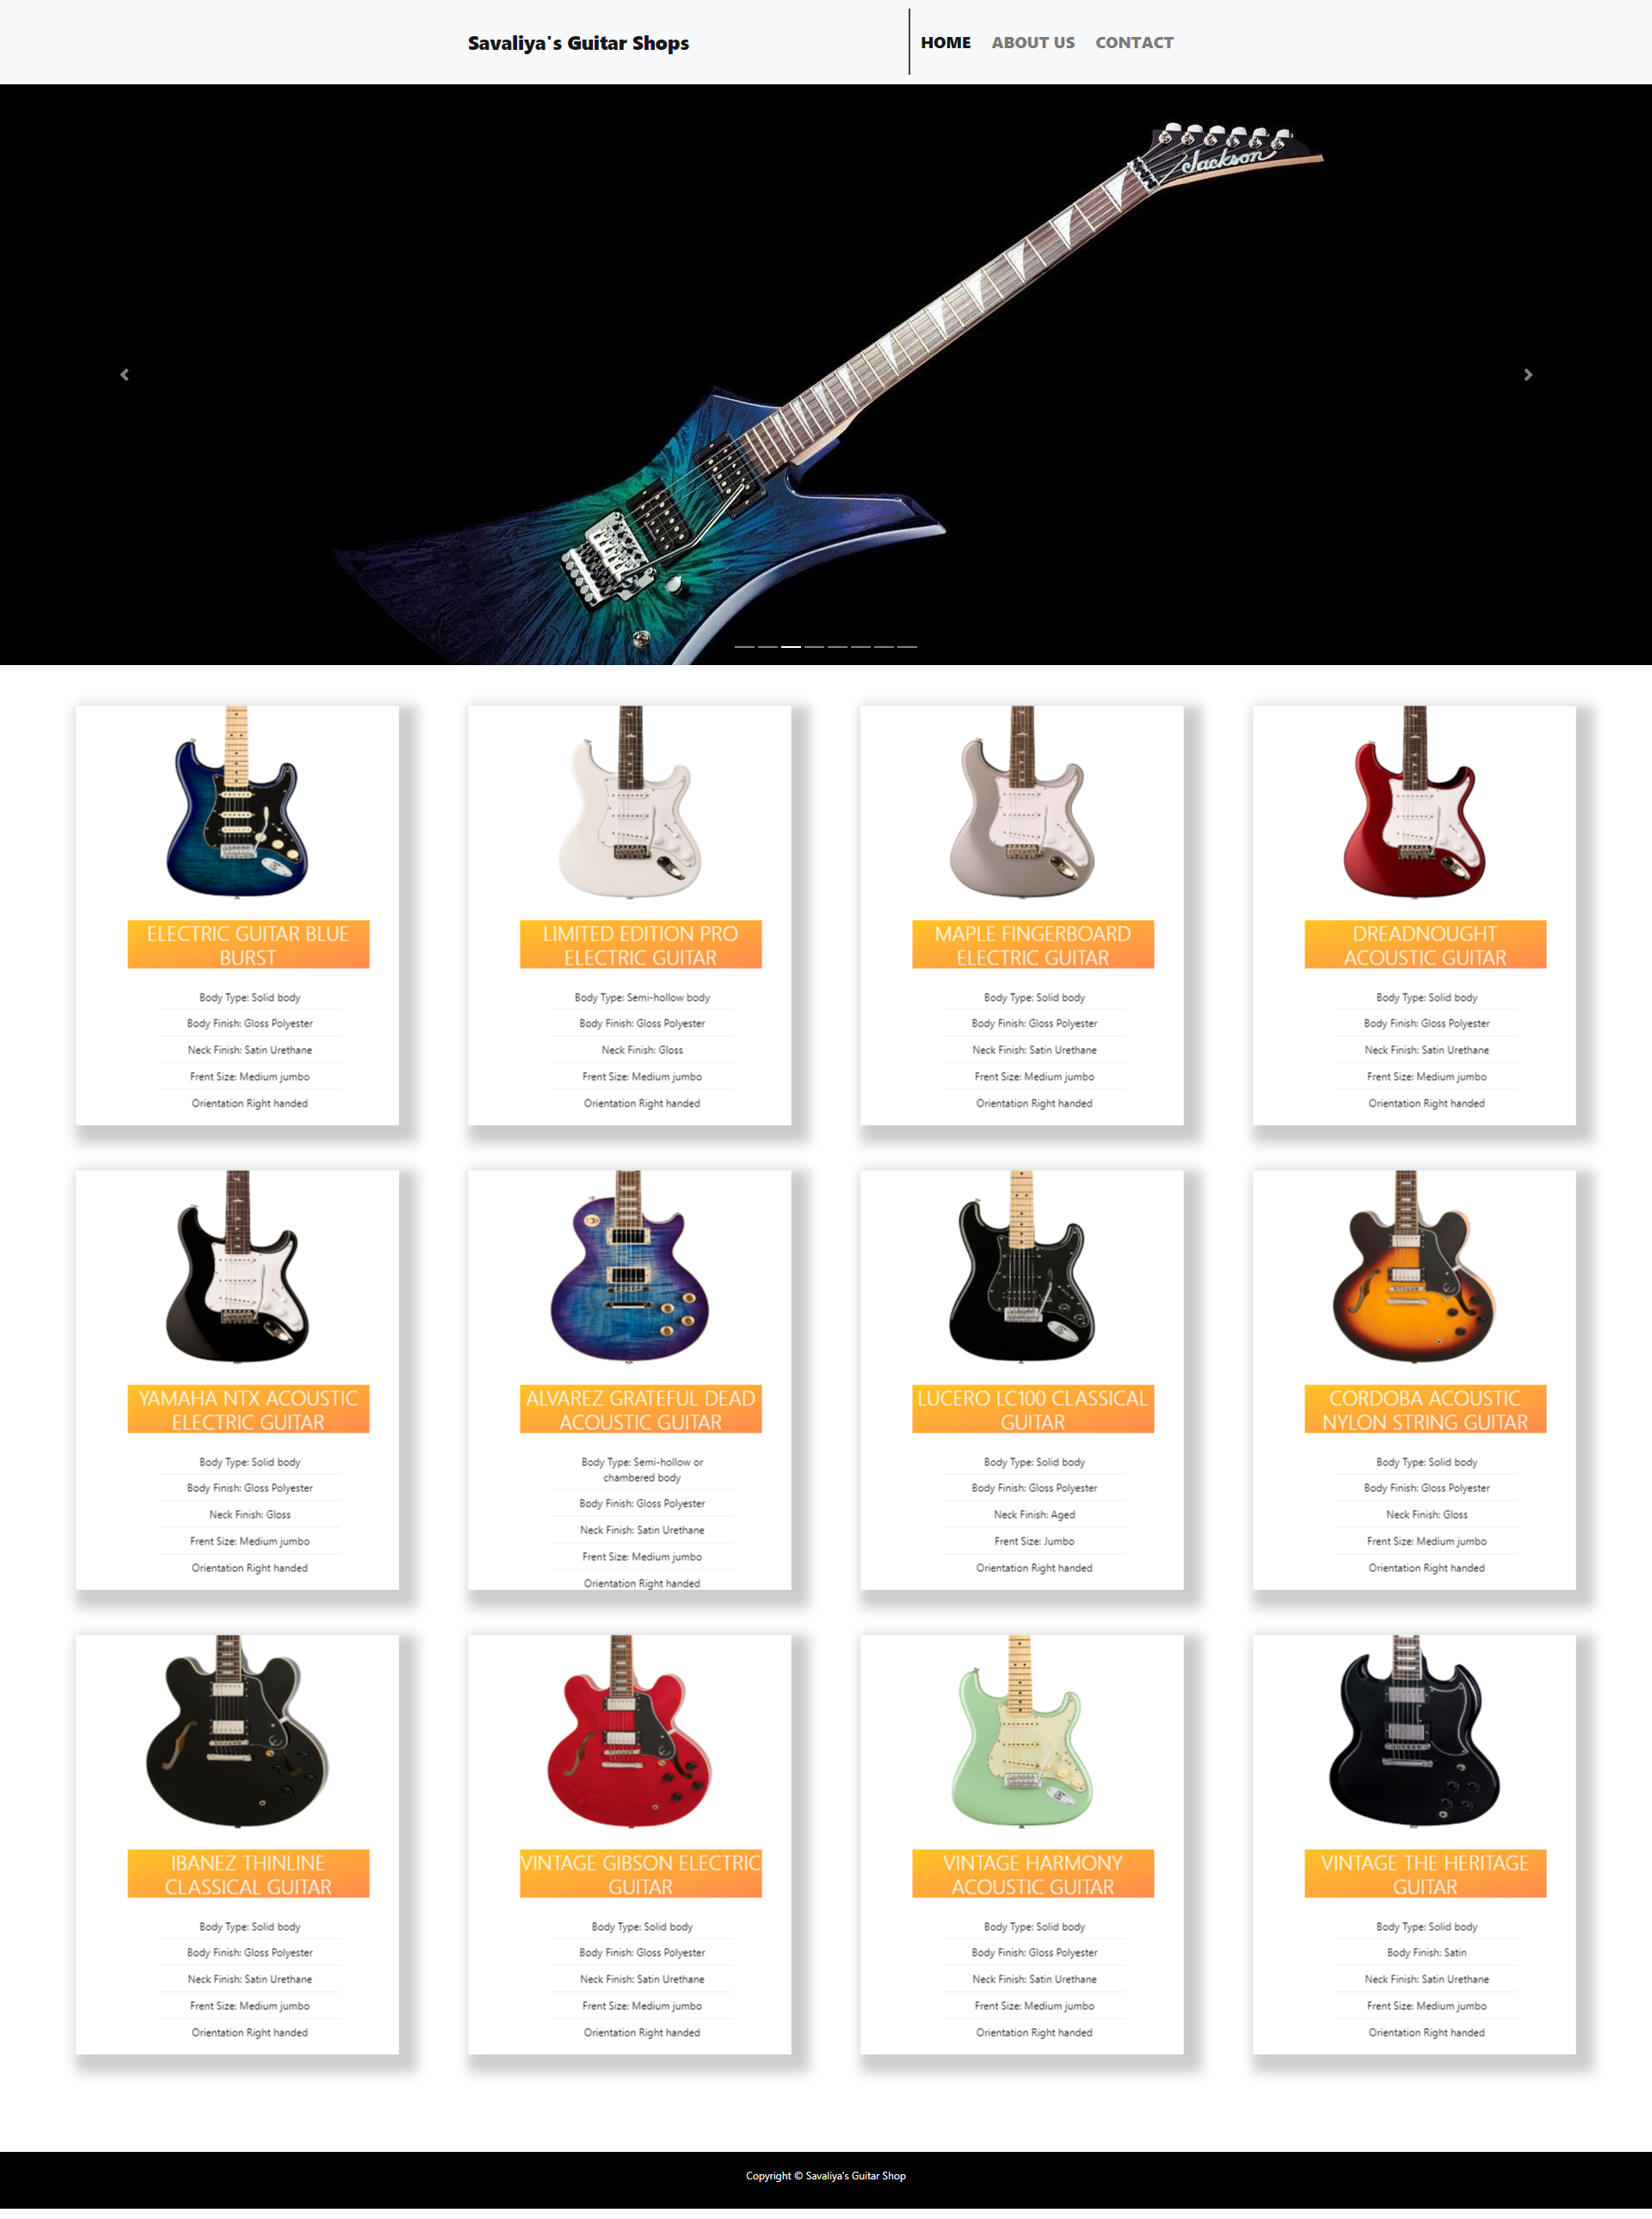 Savaliya's Guitar Shops
HOME ABOUT US CONTACT
Jackson
ELECTRIC GUITAR BLUE
BURST
Body Type: Solid body
Body Finish: Gloss Polyester
Neck Finish: Satin Urethane
Frent Size: Medium jumbo
Orientation Right handed
LIMITED EDITION PRO
ELECTRIC GUITAR
Body Type: Semi-hollow body
Body Finish: Gloss Polyester
Neck Finish: Gloss
Frent Size: Medium jumbo
Orientation Right handed
MAPLE FINGERBOARD
ELECTRIC GUITAR
Body Type: Solid body
Body Finish: Gloss Polyester
Neck Finish: Satin Urethane
Frent Size: Medium jumbo
Orientation Right handed
DREADNOUGHT
ACOUSTIC GUITAR
Body Type: Solid body
Body Finish: Gloss Polyester
Neck Finish: Satin Urethane
Frent Size: Medium jumbo
Orientation Right handed
YAMAHA NTX ACOUSTIC
ELECTRIC GUITAR
Body Type: Solid body
Body Finish: Gloss Polyester
Neck Finish: Gloss
Frent Size: Medium jumbo
Orientation Right handed
ALVAREZ GRATEFUL DEAD
ACOUSTIC GUITAR
Body Type: Semi-hollow or
chambered body
Body Finish: Gloss Polyester
Neck Finish: Satin Urethane
Frent Size: Medium jumbo
Orientation Right handed
LUCERO LC100 CLASSICAL
GUITAR
Body Type: Solid body
Body Finish: Gloss Polyester
Neck Finish: Aged
Frent Size: Jumbo
Orientation Right handed
CORDOBA ACOUSTIC
NYLON STRING GUITAR
Body Type: Solid body
Body Finish: Gloss Polyester
Neck Finish: Gloss
Frent Size: Medium jumbo
Orientation Right handed
IBANEZ THINLINE
CLASSICAL GUITAR
Body Type: Solid body
Body Finish: Gloss Polyester
Neck Finish: Satin Urethane
Frent Size: Medium jumbo
Orientation Right handed
VINTAGE GIBSON ELECTRIC
GUITAR
Body Type: Solid body
Body Finish: Gloss Polyester
Neck Finish: Satin Urethane
Frent Size: Medium jumbo
Orientation Right handed
VINTAGE HARMONY
ACOUSTIC GUITAR
Body Type: Solid body
Body Finish: Gloss Polyester
Neck Finish: Satin Urethane
Frent Size: Medium jumbo
Orientation Right handed
VINTAGE THE HERITAGE
GUITAR
Body Type: Solid body
Body Finish: Satin
Neck Finish: Satin Urethane
Frent Size: Medium jumbo
Orientation Right handed
Copyright © Savaliya's Guitar Shop